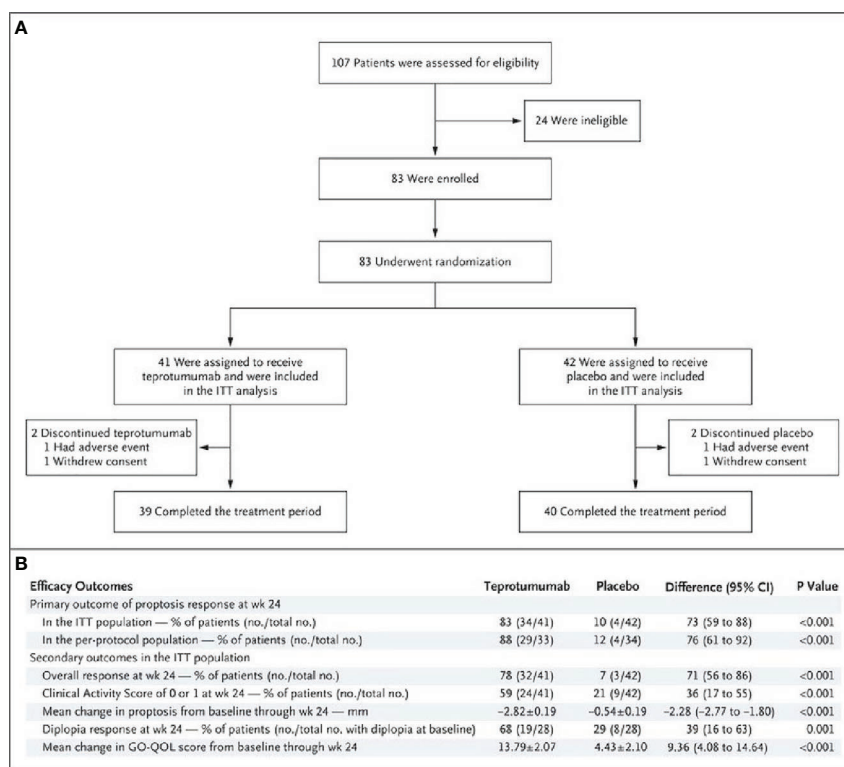 A
107 Patients were assessed for eligibility
24 Were ineligible
83 Were enrolled
83 Underwent randomization
41 Were assigned to receive
teprotumumab and were included
in the ITT analysis
42 Were assigned to receive
placebo and were included
in the ITT analysis
2 Discontinued teprotumumab
1 Had adverse event
1 Withdrew consent
2 Discontinued placebo
1 Had adverse event
1 Withdrew consent
39 Completed the treatment period
40 Completed the treatment period
B
Efficacy Outcomes Teprotumumab Placebo Difference (95% CI) P Value
Primary outcome of proptosis response at wk 24
In the ITT population — % of patients (no./total no.) 83 (34/41) 10 (4/42) 73 (59 to 88) <0.001
In the per-protocol population — % of patients (no./total no.) 88 (29/33) 12 (4/34) 76 (61 to 92) <0.001
Secondary outcomes in the ITT population
Overall response at wk 24 — % of patients (no./total no.) 78 (32/41) 7 (3/42) 71 (56 to 86) <0.001
Clinical Activity Score of 0 or 1 at wk 24 — % of patients (no./total no.) 59 (24/41) 21 (9/42) 36 (17 to 55) <0.001
Mean change in proptosis from baseline through wk 24 — mm −2.82±0.19 −0.54±0.19 −2.28 (−2.77 to −1.80) <0.001
Diplopia response at wk 24 — % of patients (no./total no. with diplopia at baseline) 68 (19/28) 29 (8/28) 39 (16 to 63) 0.001
Mean change in GO-QOL score from baseline through wk 24 13.79±2.07 4.43±2.10 9.36 (4.08 to 14.64) <0.001